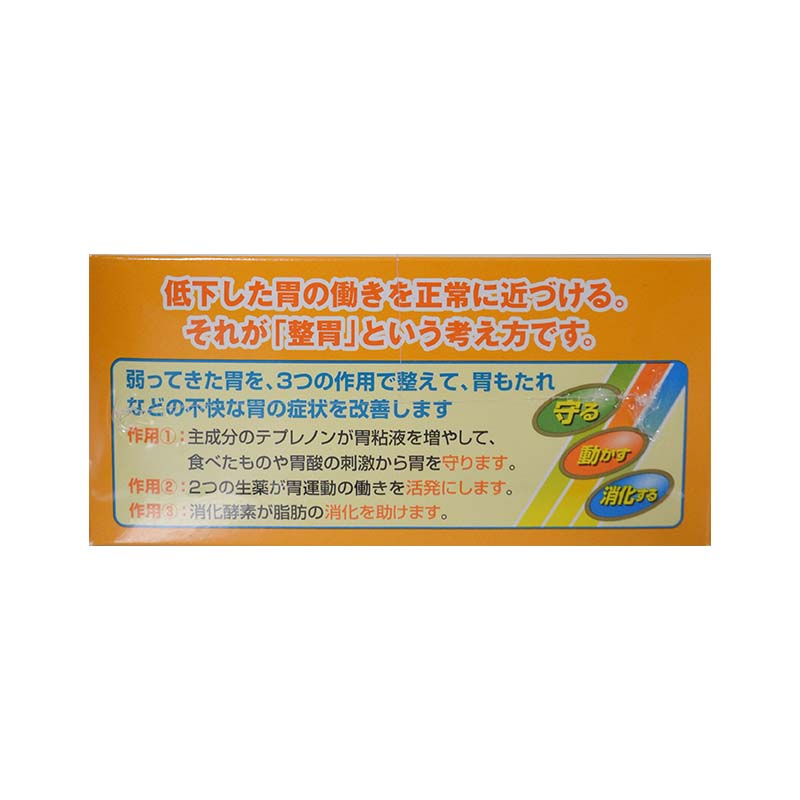 低下した胃の働きを正常に近づける。
それが「整胃」という考え方です。
弱ってきた胃を、3つの作用で整えて、胃もたれ
などの不快な胃の症状を改善します
作用①：主成分のテプレノンが胃粘液を増やして、
食べたものや胃酸の刺激から胃を守ります。
作用②：2つの生薬が胃運動の働きを活発にします。
作用③：消化酵素が脂肪の消化を助けます。
守る
動かす
消化する